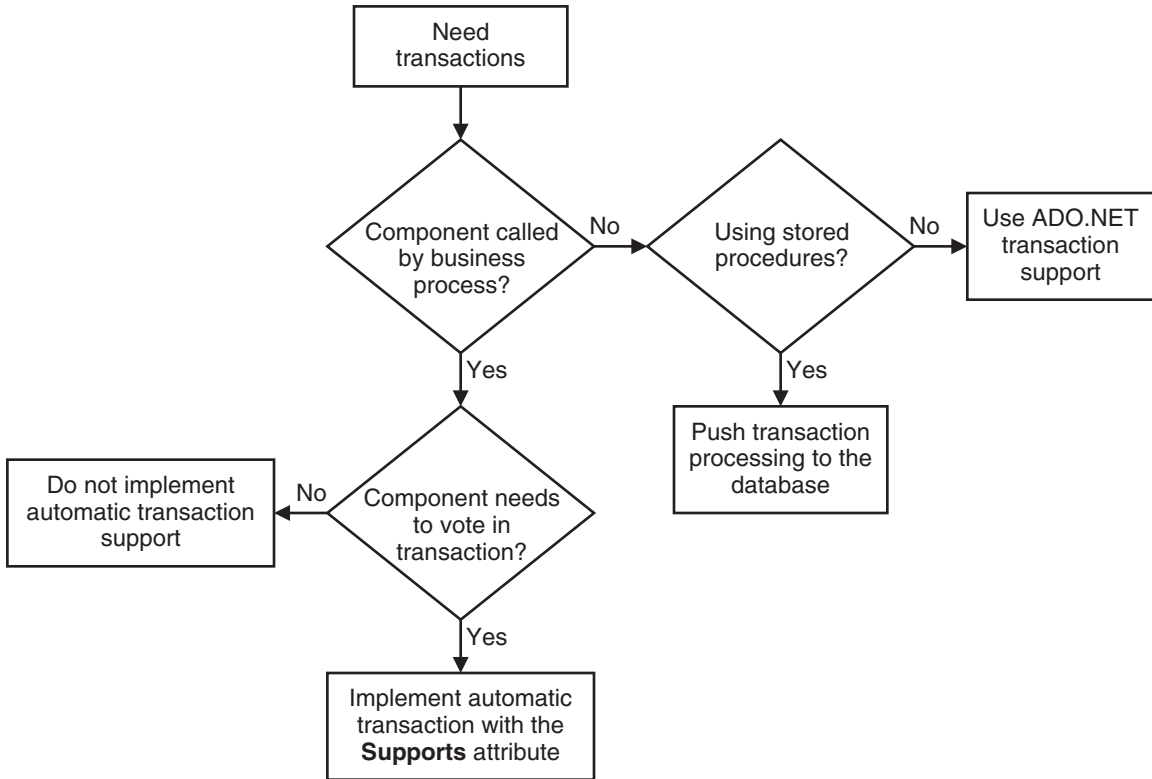 Need
transactions
Component called
by business
process?
No
Using stored
procedures?
No
Use ADO.NET
transaction
support
Yes
Yes
Push transaction
processing to the
database
Do not implement
automatic transaction
support
No
Component needs
to vote in
transaction?
Yes
Implement automatic
transaction with the
Supports attribute